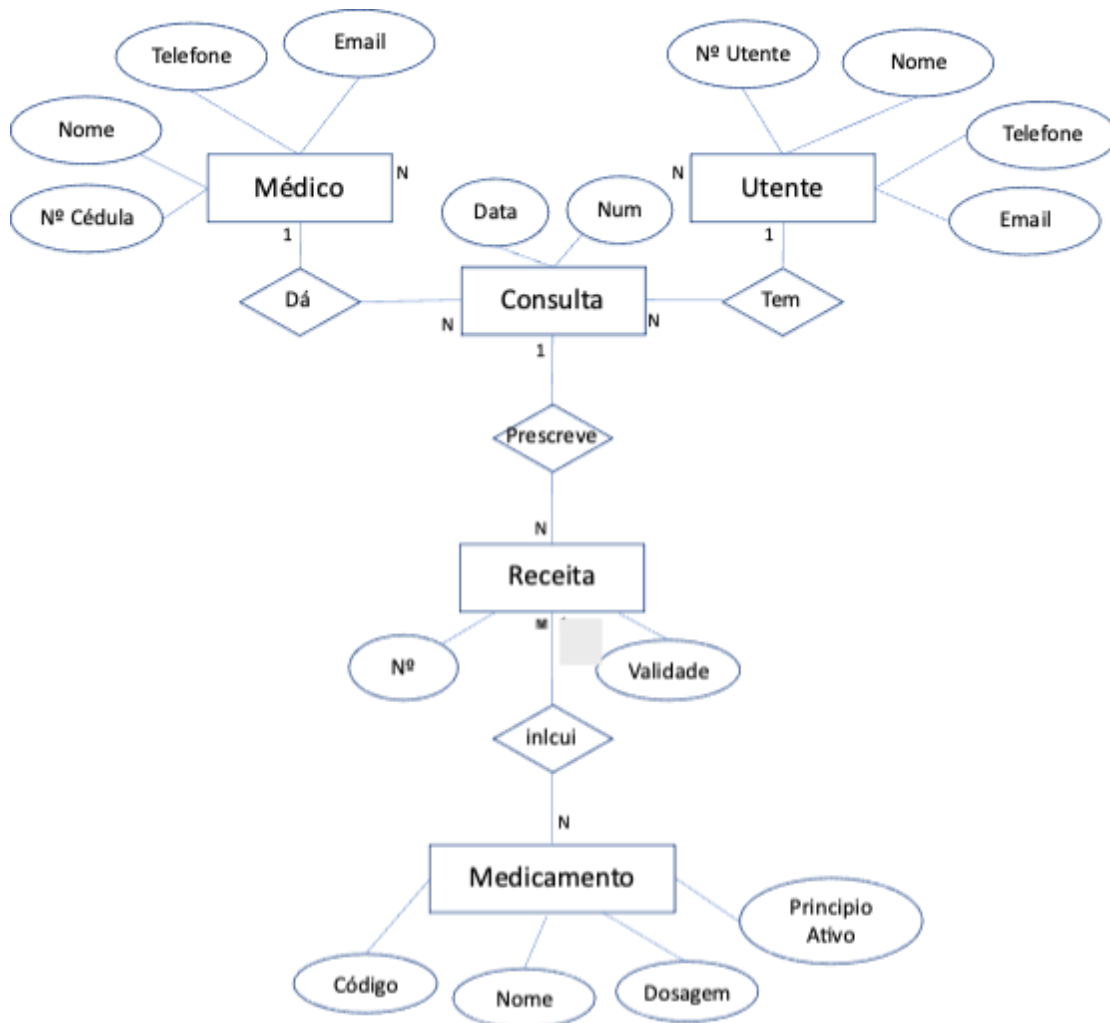 Telefone
Email
Nº Utente
Nome
Nome
Telefone
Médico
N
N
Utente
Nº Cédula
Data
Num
Email
1
1
Dá
Consulta
Tem
N
N
1
Prescreve
N
Receita
M
Nº
Validade
inlcui
N
Medicamento
Principio
Ativo
Código
Nome
Dosagem